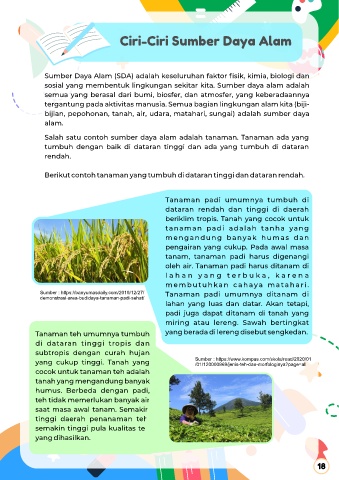 Ciri-Ciri Sumber Daya Alam
Sumber Daya Alam (SDA) adalah keseluruhan faktor fisik, kimia, biologi dan
sosial yang membentuk lingkungan sekitar kita. Sumber daya alam adalah
semua yang berasal dari bumi, biosfer, dan atmosfer, yang keberadaannya
tergantung pada aktivitas manusia. Semua bagian lingkungan alam kita (biji-
bijian, pepohonan, tanah, air, udara, matahari, sungai) adalah sumber daya
alam.
Salah satu contoh sumber daya alam adalah tanaman, Tanaman ada yang
tumbuh dengan baik di dataran tinggi dan ada yang tumbuh di dataran
rendah.
Berikut contoh tanaman yang tumbuh di dataran tinggi dan dataran rendah.
Tanaman padi umumnya tumbuh di
dataran rendah dan tinggi di daerah
beriklim tropis. Tanah yang cocok untuk
tanaman padi adalah tanha yang
mengandung banyak humas dan
pengairan yang cukup. Pada awal masa
tanam, tanaman padi harus digenangi
oleh air. Tanaman padi harus ditanam di
lahan yang terbuka, karena
membutuhkan cahaya matahari.
Tanaman padi umumnya ditanam di
lahan yang luas dan datar. Akan tetapi,
padi juga dapat ditanam di tanah yang
miring atau lereng. Sawah bertingkat
yang berada di lereng disebut sengkedan.
Sumber : https://banyumasdaily.com/2019/12/27/
demonstrasi-area-budidaya-tanaman-padi-sehat/
Tanaman teh umumnya tumbuh
di dataran tinggi tropis dan
subtropis dengan curah hujan
yang cukup tinggi. Tanah yang
cocok untuk tanaman teh adalah
tanah yang mengandung banyak
humus. Berbeda dengan padi,
teh tidak memerlukan banyak air
saat masa awal tanam. Semakir
tinggi daerah penanaman teh
semakin tinggi pula kualitas te
yang dihasilkan.
Sumber : https://www.kompas.com/skola/read/2020/01
18